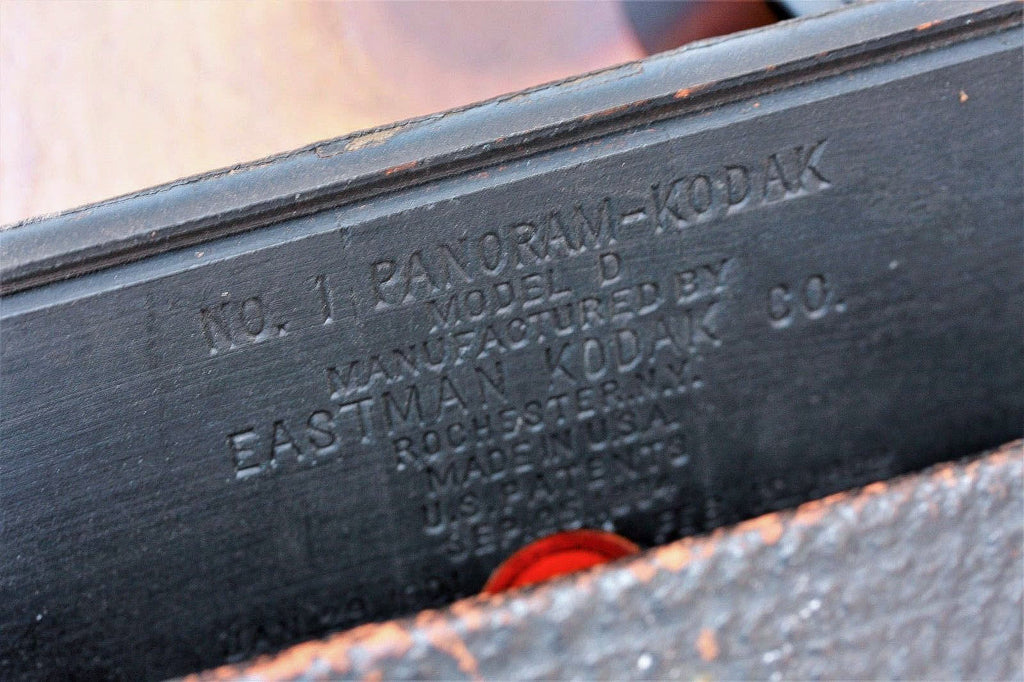 NO. 1 PANORAM-KODAK
MODEL D
MANUFACTURED BY
EASTMAN KODAK CO.
ROCHESTER, N.Y.
MADE IN U.S.A.
U.S. PATENTS